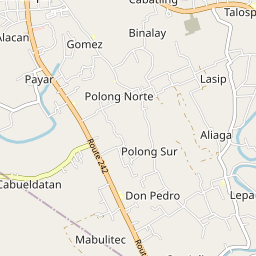 Cabatling
Talosp
Alacan
Binalay
Gomez
Payar
Lasip
Polong Norte
Aliaga
Route 242
Polong Sur
Cabueldatan
Don Pedro
Lepa
Mabulitec
Rout